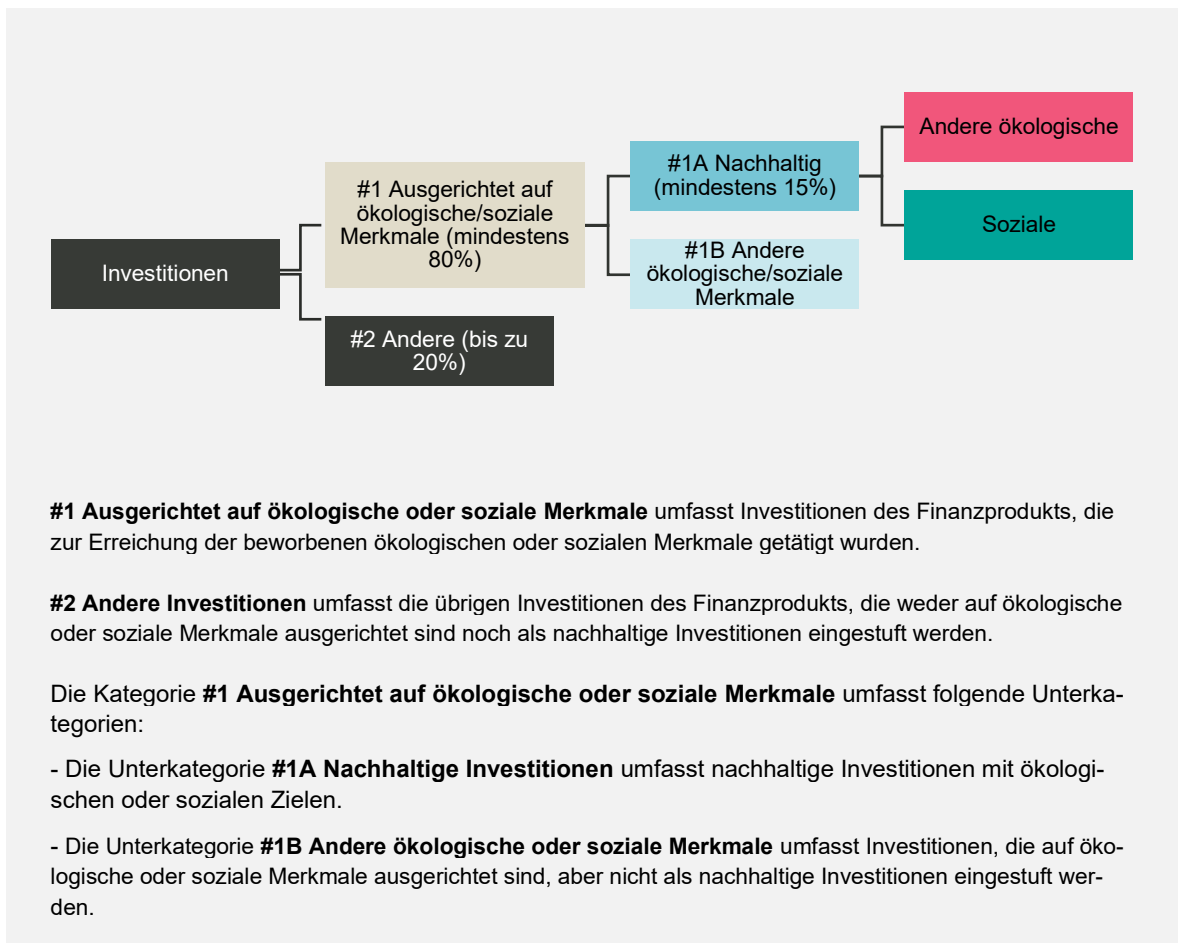 Investitionen
#1 Ausgerichtet auf
ökologische/soziale
Merkmale (mindestens
80%)
#2 Andere (bis zu
20%)
#1A Nachhaltig
(mindestens 15%)
#1B Andere
ökologische/soziale
Merkmale
Andere ökologische
Soziale
#1 Ausgerichtet auf ökologische oder soziale Merkmale umfasst Investitionen des Finanzprodukts, die
zur Erreichung der beworbenen ökologischen oder sozialen Merkmale getätigt wurden.
#2 Andere Investitionen umfasst die übrigen Investitionen des Finanzprodukts, die weder auf ökologische
oder soziale Merkmale ausgerichtet sind noch als nachhaltige Investitionen eingestuft werden.
Die Kategorie #1 Ausgerichtet auf ökologische oder soziale Merkmale umfasst folgende Unterka-
tegorien:
- Die Unterkategorie #1A Nachhaltige Investitionen umfasst nachhaltige Investitionen mit ökologi-
schen oder sozialen Zielen.
- Die Unterkategorie #1B Andere ökologische oder soziale Merkmale umfasst Investitionen, die auf öko-
logische oder soziale Merkmale ausgerichtet sind, aber nicht als nachhaltige Investitionen eingestuft wer-
den.